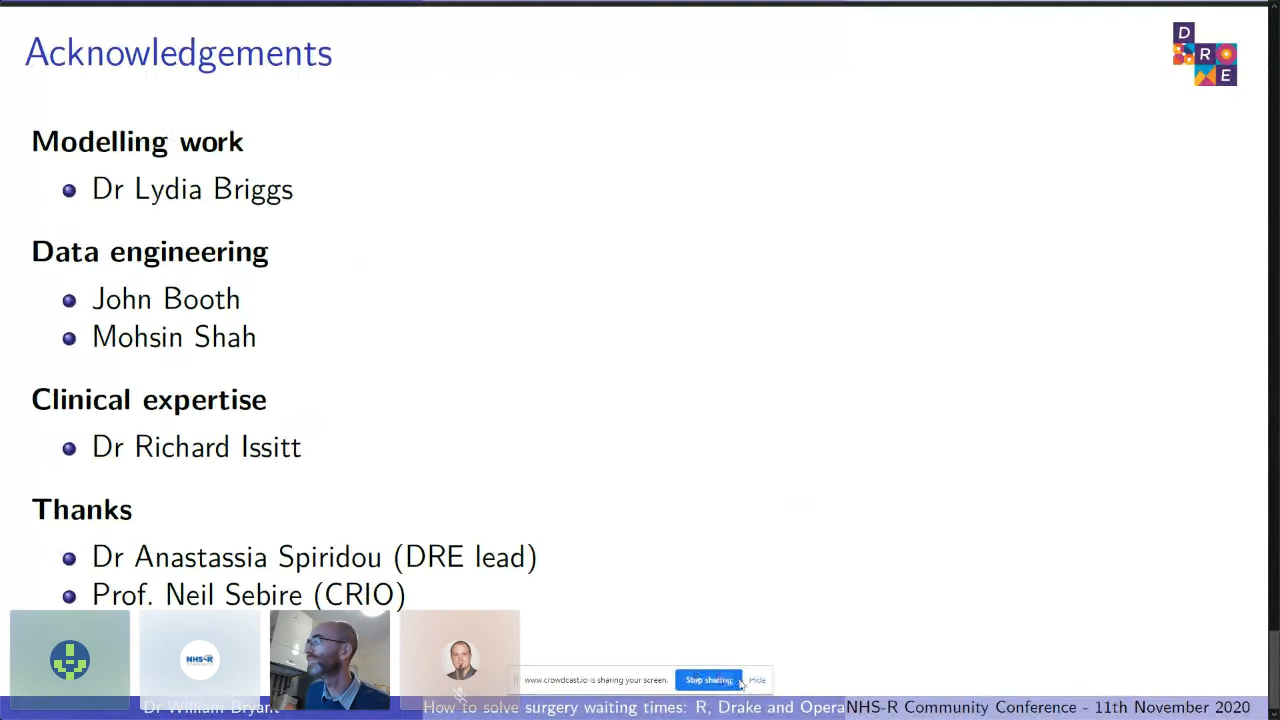 Acknowledgements
D
R
E
Modelling work
Dr Lydia Briggs
Data engineering
John Booth
Mohsin Shah
Clinical expertise
Dr Richard Issitt
Thanks
Dr Anastassia Spiridou (DRE lead)
Prof. Neil Sebire (CRIO)
NHS-R
www.crowdcast.io is sharing your screen.
Stop sharing
Hide
Dr William Bryant
How to solve surgery waiting times: R, Drake and Opera
NHS-R Community Conference - 11th November 2020